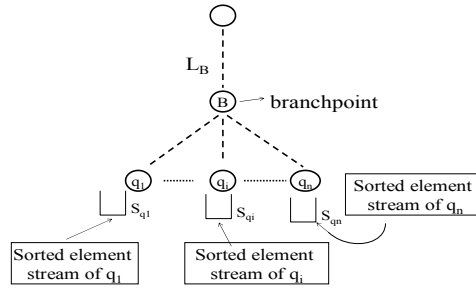 L_B
B
branchpoint
q_1
q_i
q_n
S_q1
S_qi
S_qn
Sorted element
stream of q_n
Sorted element
stream of q_1
Sorted element
stream of q_i